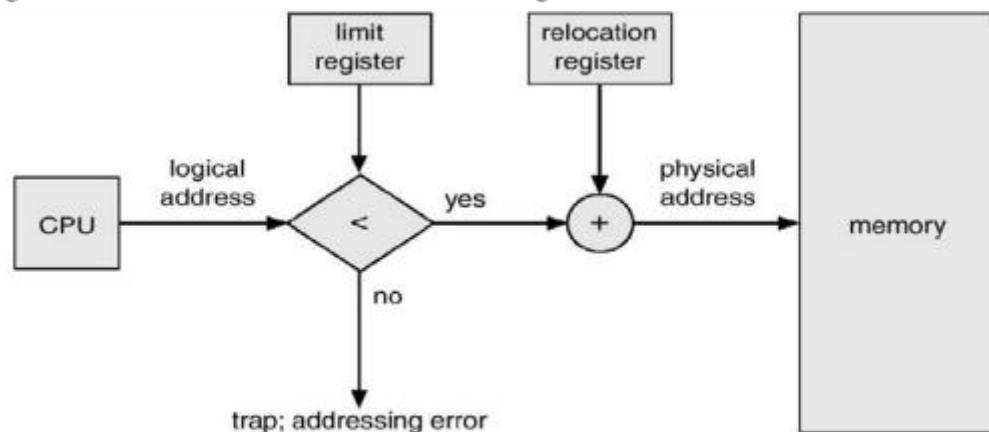 limit
register
relocation
register
logical
address
yes
physical
address
CPU
<
+
memory
no
trap; addressing error